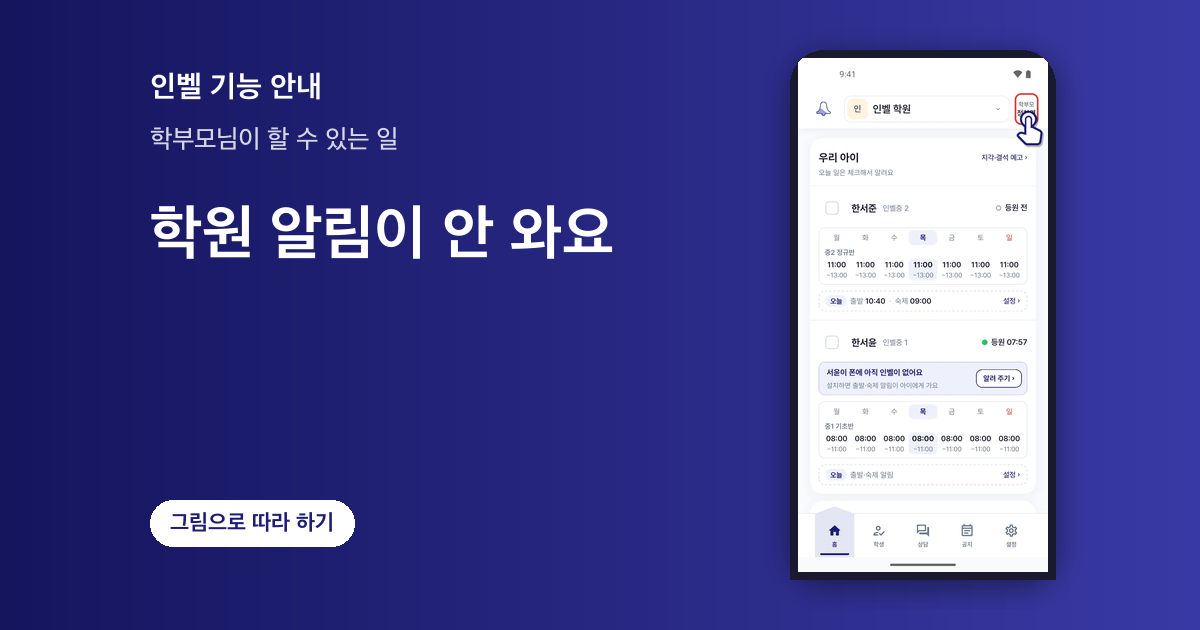 인벨 기능 안내
학부모님이 할 수 있는 일
학원 알림이 안 와요
그림으로 따라 하기
9:41
인
인벨 학원
학부모
우리 아이
지각·결석 예고 ›
오늘 일은 체크해서 알려요
한서준 인벨중 2
등원 전
월 화 수 목 금 토 일
중2 정규반
11:00 11:00 11:00 11:00 11:00 11:00 11:00
~13:00 ~13:00 ~13:00 ~13:00 ~13:00 ~13:00 ~13:00
오늘 출발 10:40 · 숙제 09:00 설정 ›
한서윤 인벨중 1
등원 07:57
서윤이 폰에 아직 인벨이 없어요
설치하면 출발·숙제 알림이 아이에게 가요
알려 주기 ›
월 화 수 목 금 토 일
중1 기초반
08:00 08:00 08:00 08:00 08:00 08:00 08:00
~11:00 ~11:00 ~11:00 ~11:00 ~11:00 ~11:00 ~11:00
오늘 출발·숙제 알림 설정 ›
홈 학생 상담 공지 설정